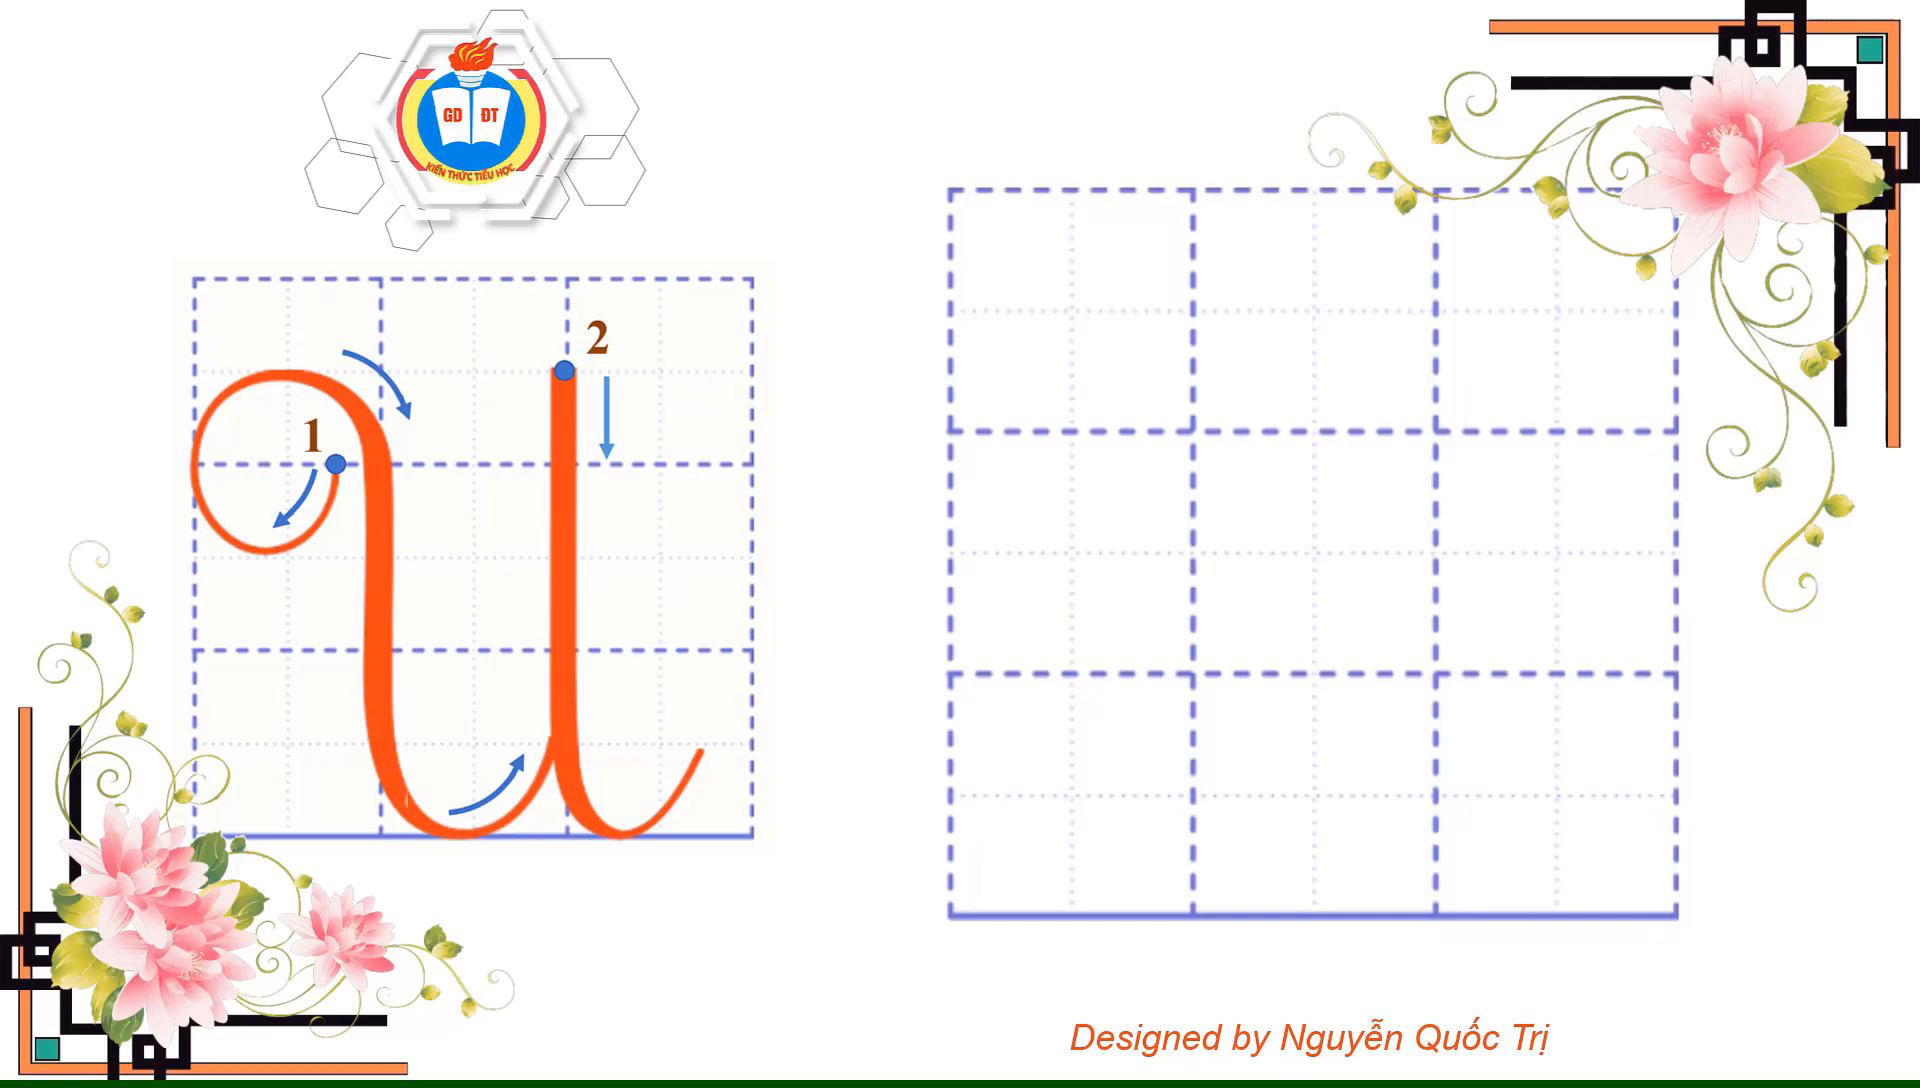 GD ĐT
KIẾN THỨC TIỂU HỌC
2
1
U
Designed by Nguyễn Quốc Trị